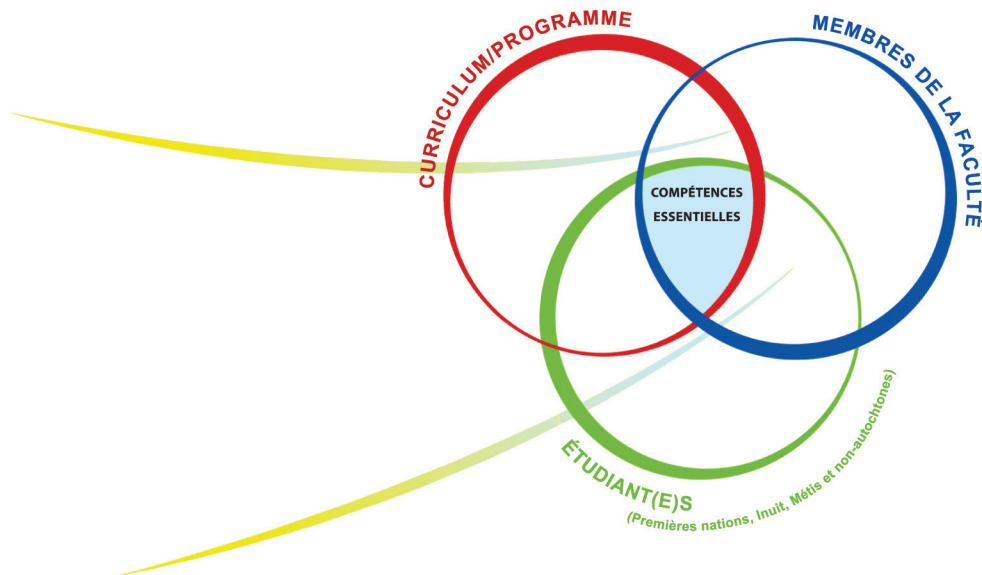 CURRICULUM/PROGRAMME
MEMBRES DE LA FACULTÉ
COMPÉTENCES
ESSENTIELLES
ÉTUDIANT(E)S
(Premières nations, Inuit, Métis et non-autochtones)